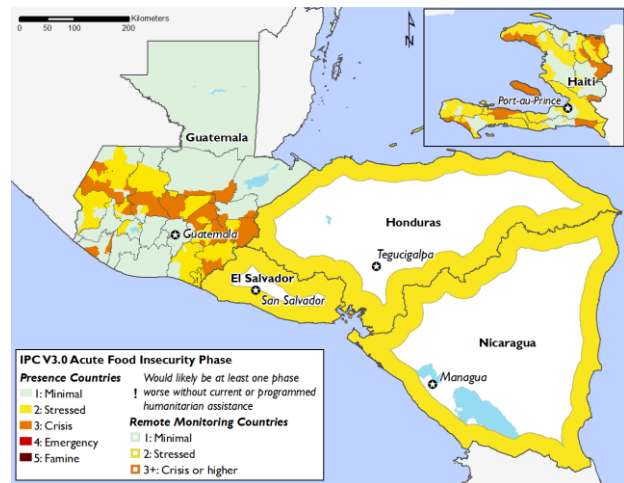 Kilometers
0 50 100 200
N
Haiti
Port-au-Prince
Guatemala
Guatemala
Honduras
Tegucigalpa
El Salvador
San Salvador
Nicaragua
Managua
IPC V3.0 Acute Food Insecurity Phase
Presence Countries
1: Minimal
2: Stressed
3: Crisis
4: Emergency
5: Famine
! Would likely be at least one phase
worse without current or programmed
humanitarian assistance
Remote Monitoring Countries
1: Minimal
2: Stressed
3+: Crisis or higher